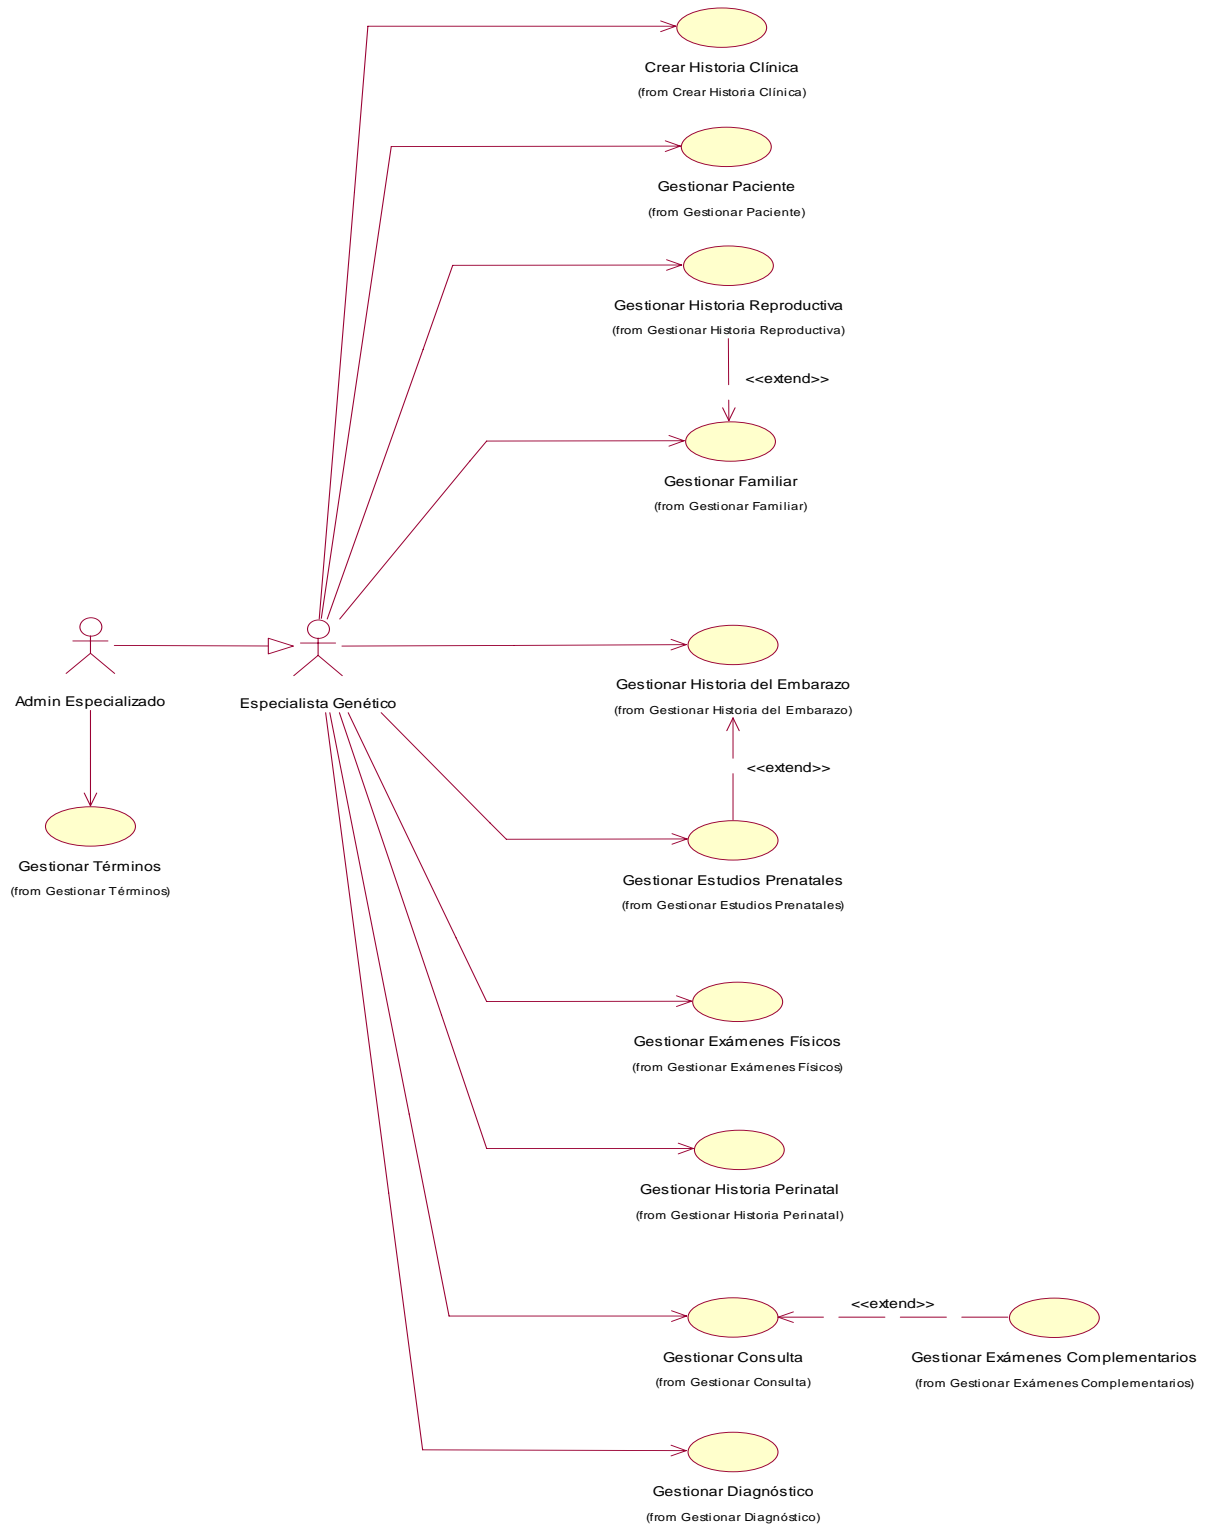 Crear Historia Clínica
(from Crear Historia Clínica)
Gestionar Paciente
(from Gestionar Paciente)
Gestionar Historia Reproductiva
(from Gestionar Historia Reproductiva)
<<extend>>
Gestionar Familiar
(from Gestionar Familiar)
Admin Especializado
Especialista Genético
Gestionar Historia del Embarazo
(from Gestionar Historia del Embarazo)
<<extend>>
Gestionar Términos
(from Gestionar Términos)
Gestionar Estudios Prenatales
(from Gestionar Estudios Prenatales)
Gestionar Exámenes Físicos
(from Gestionar Exámenes Físicos)
Gestionar Historia Perinatal
(from Gestionar Historia Perinatal)
<<extend>>
Gestionar Consulta
(from Gestionar Consulta)
Gestionar Exámenes Complementarios
(from Gestionar Exámenes Complementarios)
Gestionar Diagnóstico
(from Gestionar Diagnóstico)